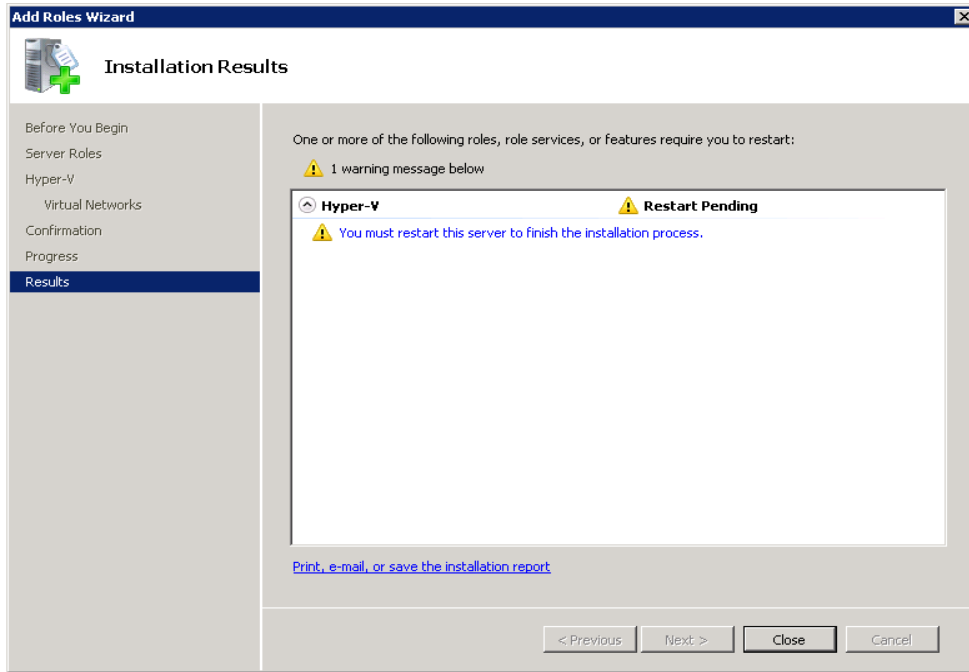 Add Roles Wizard
Installation Results
Before You Begin
Server Roles
Hyper-V
Virtual Networks
Confirmation
Progress
Results
One or more of the following roles, role services, or features require you to restart:
1 warning message below
Hyper-V Restart Pending
You must restart this server to finish the installation process.
Print, e-mail, or save the installation report
< Previous Next > Close Cancel